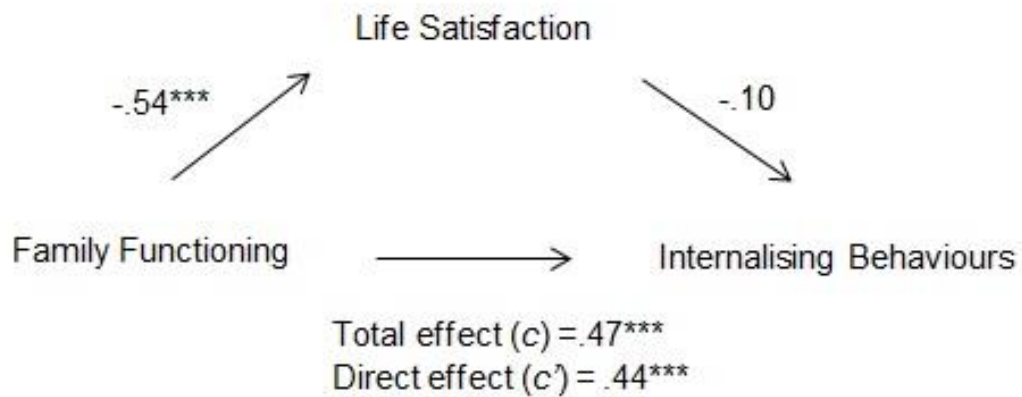 Life Satisfaction
-.54***
-.10
Family Functioning
Internalising Behaviours
Total effect (c) =.47***
Direct effect (c’) = .44***